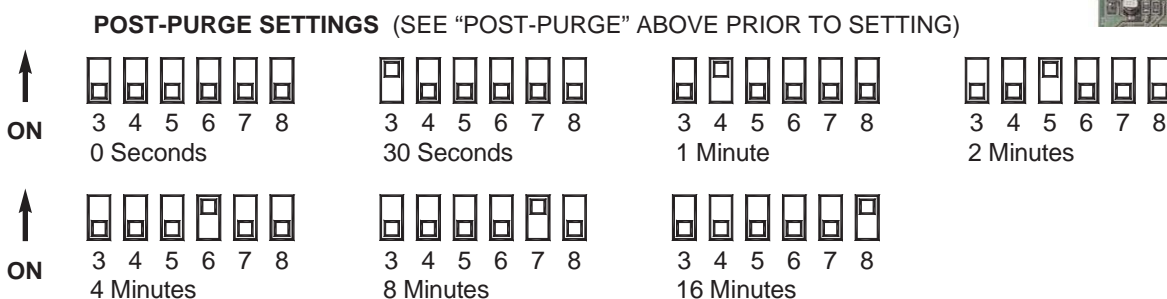 POST-PURGE SETTINGS (SEE “POST-PURGE” ABOVE PRIOR TO SETTING)
ON
3 4 5 6 7 8
0 Seconds
3 4 5 6 7 8
30 Seconds
3 4 5 6 7 8
1 Minute
3 4 5 6 7 8
2 Minutes
ON
3 4 5 6 7 8
4 Minutes
3 4 5 6 7 8
8 Minutes
3 4 5 6 7 8
16 Minutes